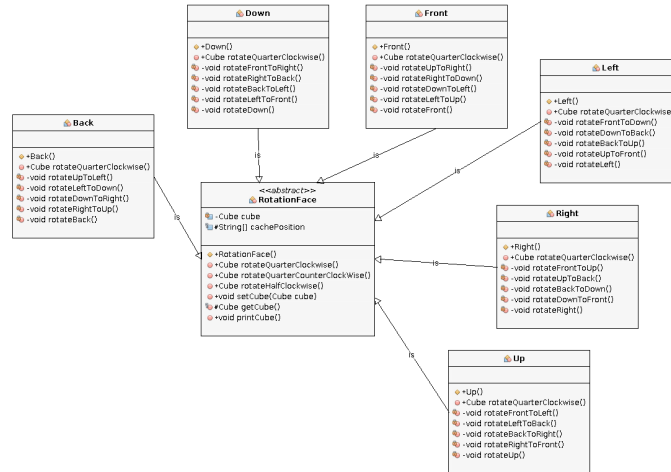 Down
+Down()
+Cube rotateQuarterClockwise()
-void rotateFrontToRight()
-void rotateRightToBack()
-void rotateBackToLeft()
-void rotateLeftToFront()
-void rotateDown()
Front
+Front()
+Cube rotateQuarterClockwise()
-void rotateUpToRight()
-void rotateRightToDown()
-void rotateDownToLeft()
-void rotateLeftToUp()
-void rotateFront()
Left
+Left()
+Cube rotateQuarterClockwise
-void rotateFrontToDown()
-void rotateDownToBack()
-void rotateBackToUp()
-void rotateUpToFront()
-void rotateLeft()
Back
+Back()
+Cube rotateQuarterClockwise()
-void rotateUpToLeft()
-void rotateLeftToDown()
-void rotateDownToRight()
-void rotateRightToUp()
-void rotateBack()
is
is
is
is
is
is
<<abstract>>
RotationFace
-Cube cube
#String[] cachePosition
+RotationFace()
+Cube rotateQuarterClockwise()
+Cube rotateQuarterCounterClockWise()
+Cube rotateHalfClockwise()
+void setCube(Cube cube)
#Cube getCube()
+void printCube()
Right
+Right()
+Cube rotateQuarterClockwise()
-void rotateFrontToUp()
-void rotateUpToBack()
-void rotateBackToDown()
-void rotateDownToFront()
-void rotateRight()
Up
+Up()
+Cube rotateQuarterClockwise()
-void rotateFrontToLeft()
-void rotateLeftToBack()
-void rotateBackToRight()
-void rotateRightToFront()
-void rotateUp()